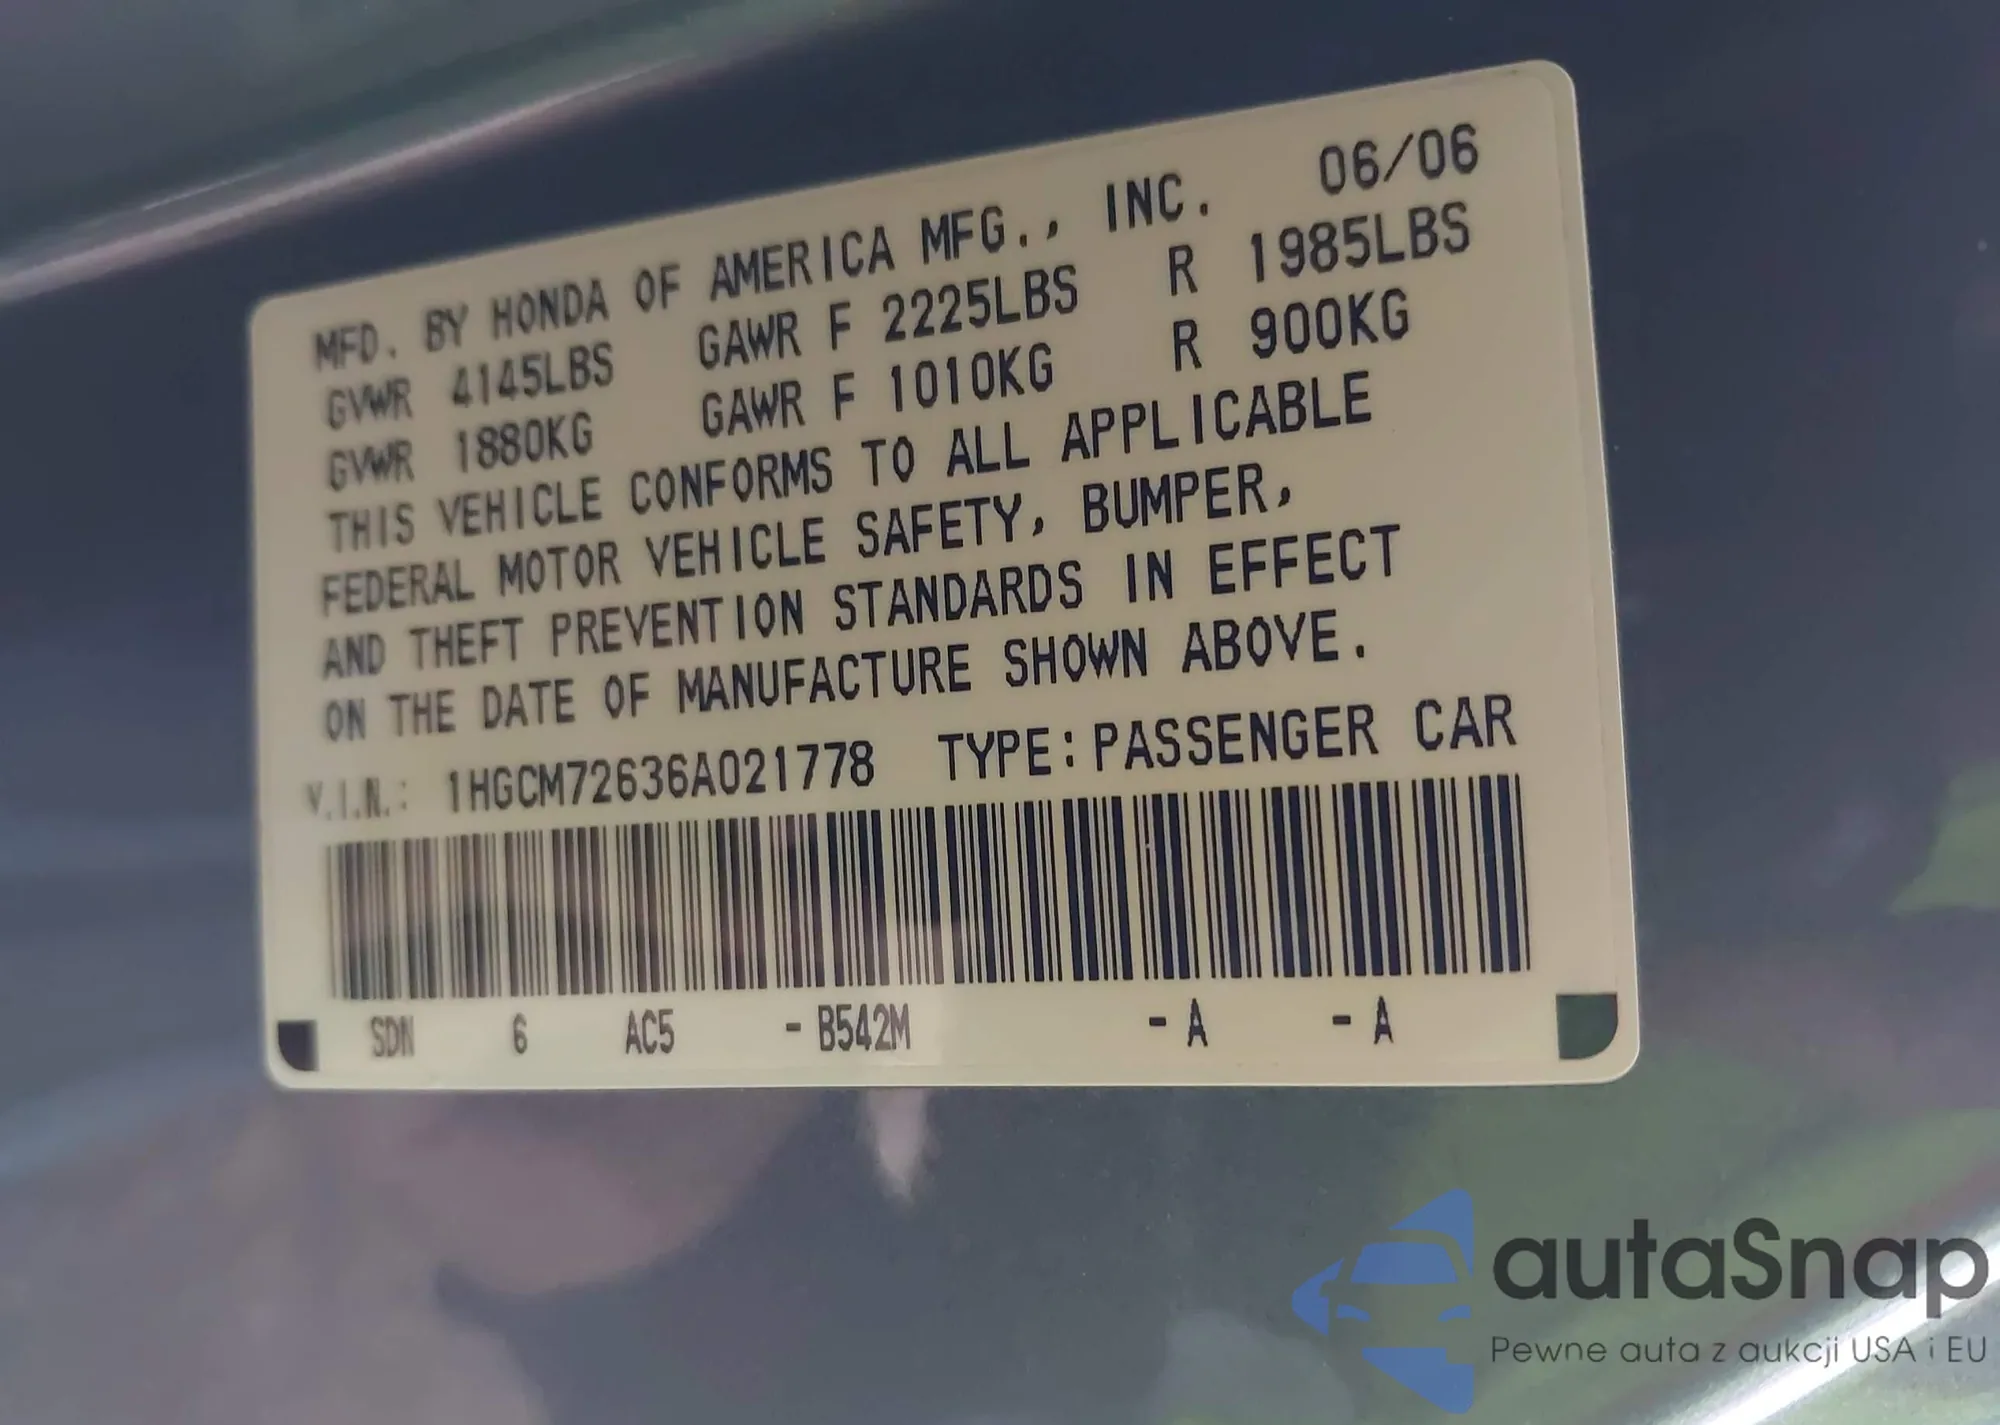 MFD. BY HONDA OF AMERICA MFG., INC. 06/06
GVWR 4145LBS GAWR F 2225LBS R 1985LBS
GVWR 1880KG GAWR F 1010KG R 900KG
THIS VEHICLE CONFORMS TO ALL APPLICABLE
FEDERAL MOTOR VEHICLE SAFETY, BUMPER,
AND THEFT PREVENTION STANDARDS IN EFFECT
ON THE DATE OF MANUFACTURE SHOWN ABOVE.
V.I.N.: 1HGCM72636A021778 TYPE:PASSENGER CAR
SDN 6 AC5 -B542M -A -A
autaSnap
Pewne auta z aukcji USA i EU